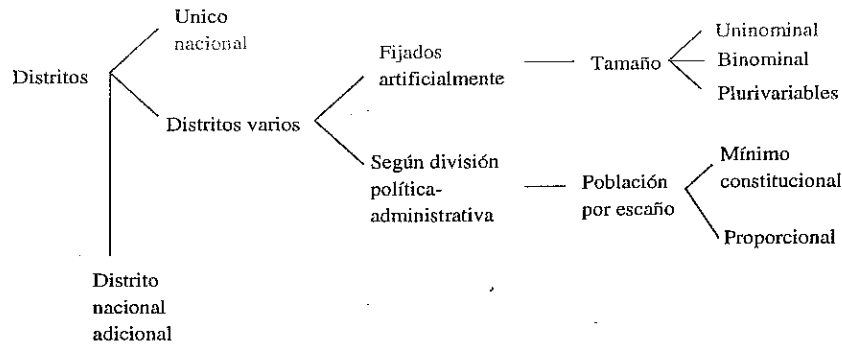 Distritos
Unico
nacional
Distritos varios
Distrito
nacional
adicional
Fijados
artificialmente
Según división
política-
administrativa
Tamaño
Población
por escaño
Uninominal
Binominal
Plurivariables
Mínimo
constitucional
Proporcional